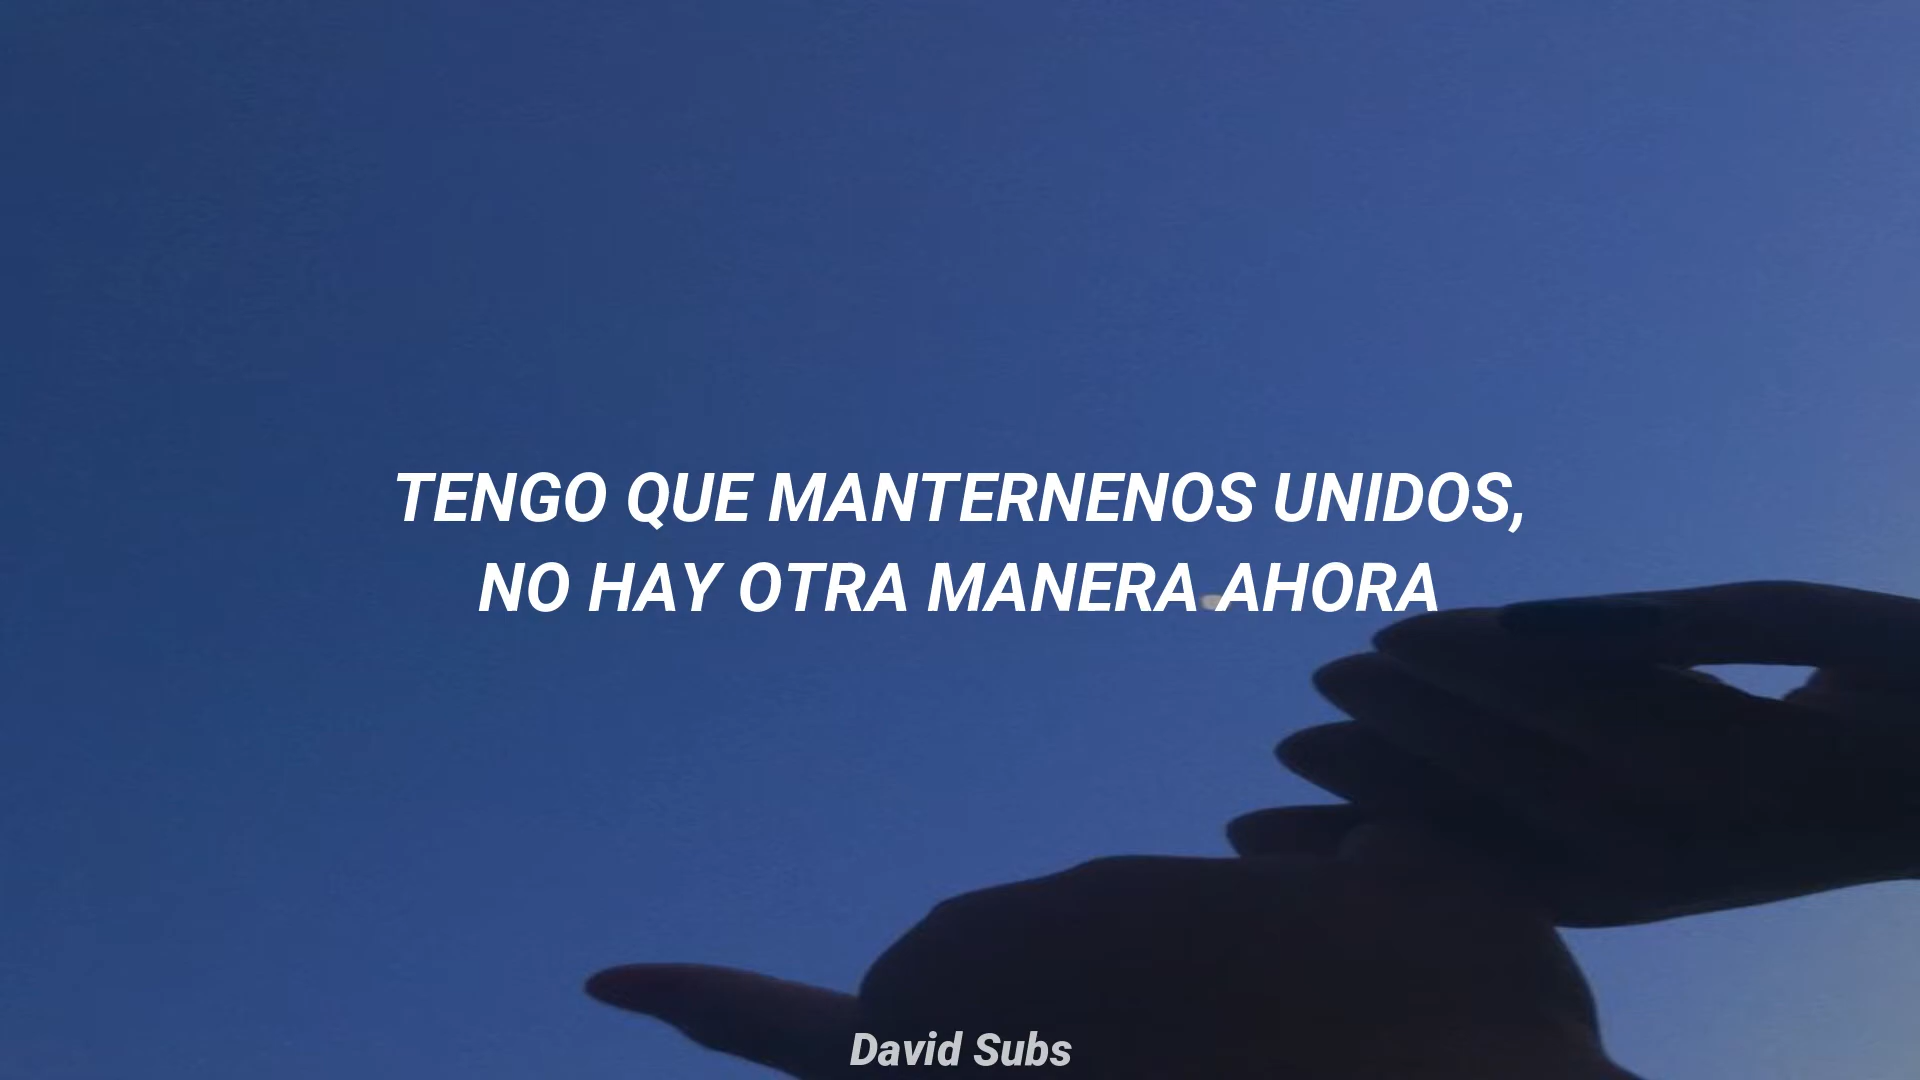 TENGO QUE MANTERNENOS UNIDOS,
NO HAY OTRA MANERA AHORA
David Subs